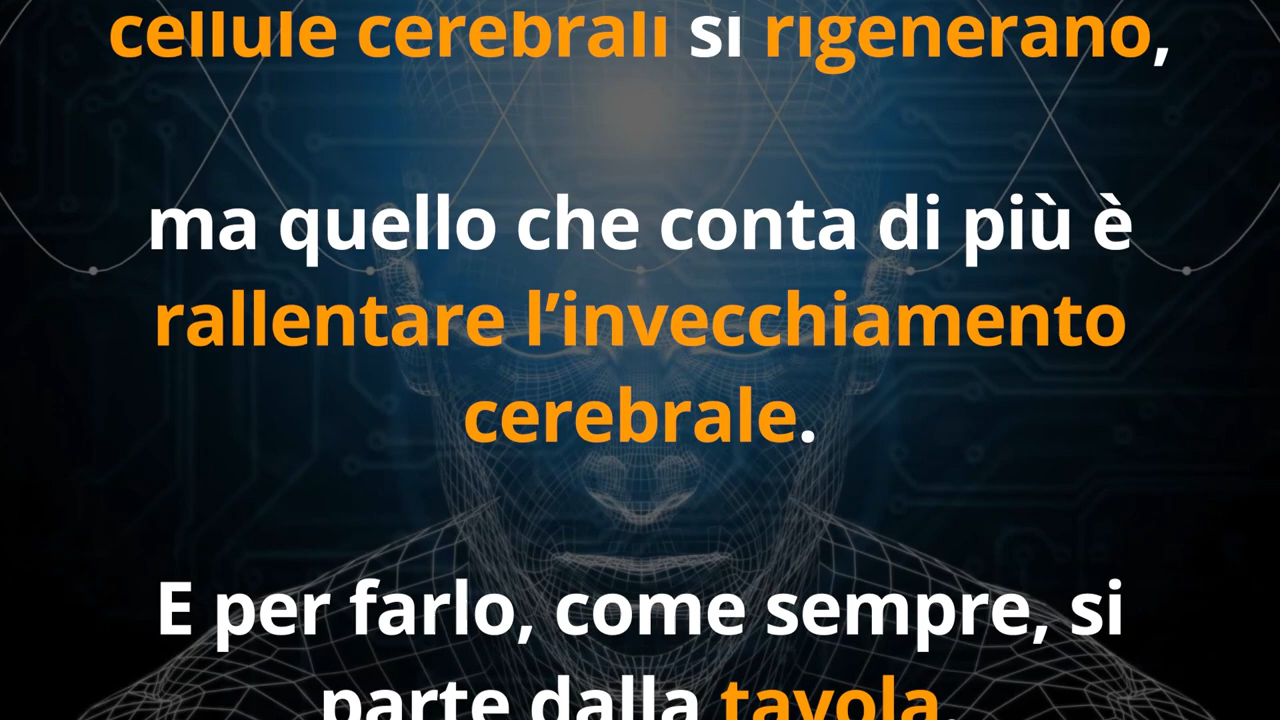 cellule cerebrali si rigenerano,
ma quello che conta di più è
rallentare l’invecchiamento
cerebrale.
E per farlo, come sempre, si
parte dalla tavola.